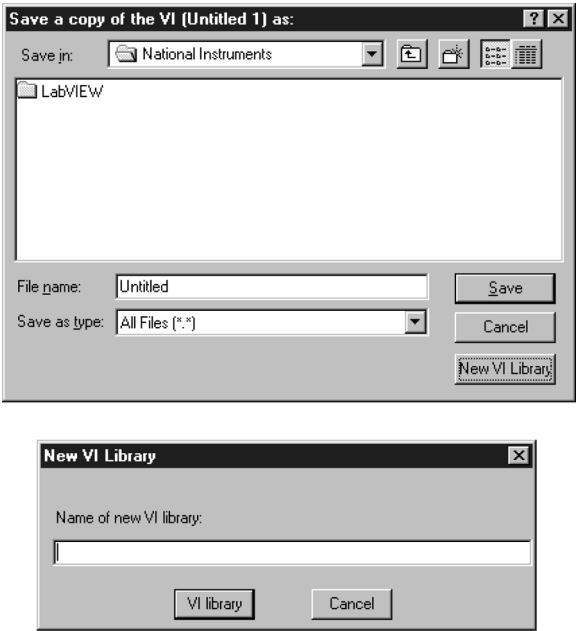 Save a copy of the VI (Untitled 1) as:
Save in: National Instruments
LabVIEW
File name: Untitled Save
Save as type: All Files (*.*) Cancel
New VI Library
New VI Library
Name of new VI library:
VI library Cancel